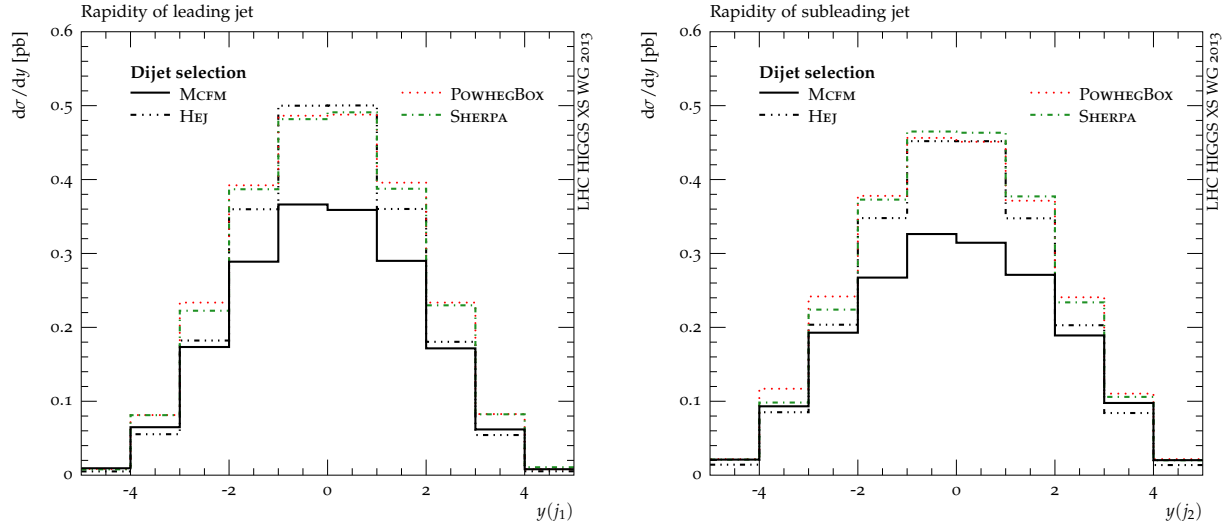 Rapidity of leading jet
dσ/dy [pb]
0.6
0.5
0.4
0.3
0.2
0.1
0
Dijet selection
MCFM
HEJ
POWHEGBOX
SHERPA
LHC HIGGS XS WG 2013
-4 -2 0 2 4
y(j1)
Rapidity of subleading jet
dσ/dy [pb]
0.6
0.5
0.4
0.3
0.2
0.1
0
Dijet selection
MCFM
HEJ
POWHEGBOX
SHERPA
LHC HIGGS XS WG 2013
-4 -2 0 2 4
y(j2)